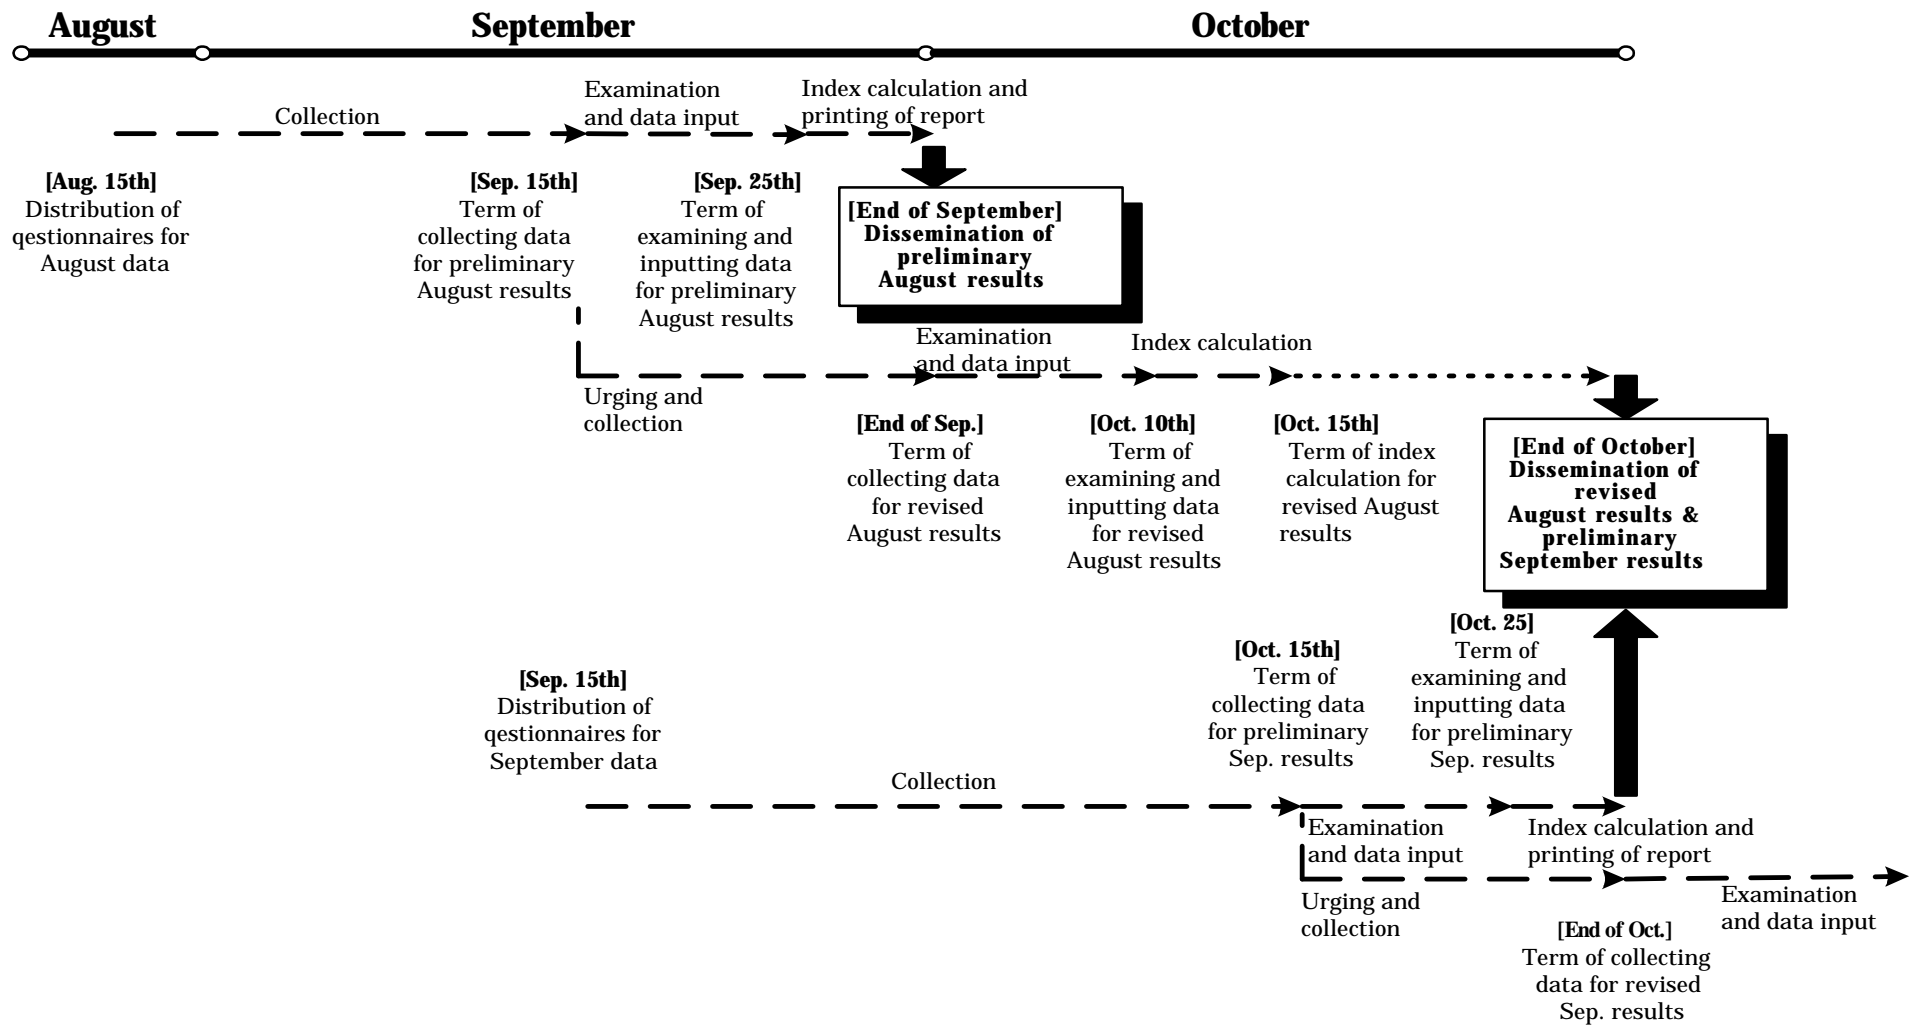 August
September
October
Collection
Examination
and data input
Index calculation and
printing of report
[Aug. 15th]
Distribution of
qestionnaires for
August data
[Sep. 15th]
Term of
collecting data
for preliminary
August results
[Sep. 25th]
Term of
examining and
inputting data
for preliminary
August results
[End of September]
Dissemination of
preliminary
August results
Urging and
collection
Examination
and data input
Index calculation
[End of Sep.]
Term of
collecting data
for revised
August results
[Oct. 10th]
Term of
examining and
inputting data
for revised
August results
[Oct. 15th]
Term of index
calculation for
revised August
results
[End of October]
Dissemination of
revised
August results &
preliminary
September results
[Sep. 15th]
Distribution of
qestionnaires for
September data
Collection
[Oct. 15th]
Term of
collecting data
for preliminary
Sep. results
[Oct. 25]
Term of
examining and
inputting data
for preliminary
Sep. results
Examination
and data input
Index calculation and
printing of report
Urging and
collection
Examination
and data input
[End of Oct.]
Term of collecting
data for revised
Sep. results